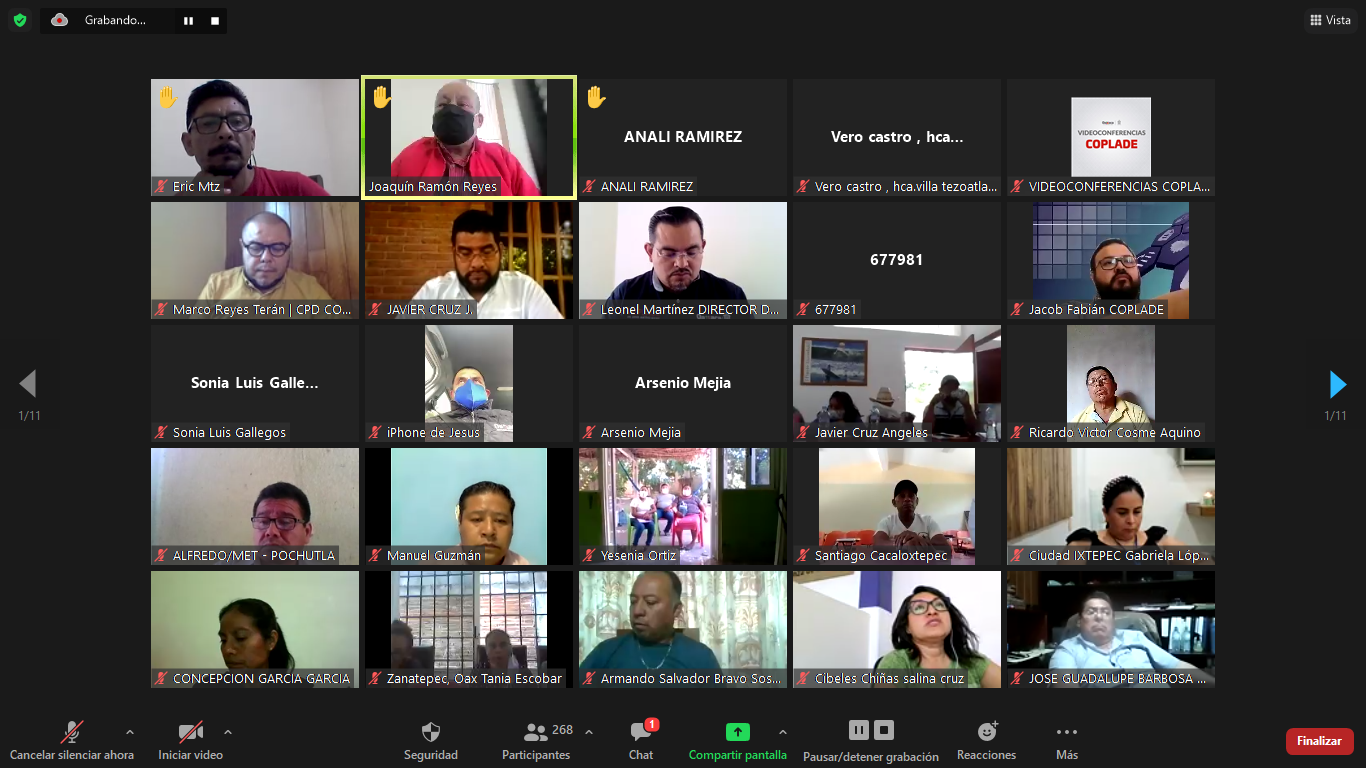 Grabando...
Vista
Eric Mtz
Joaquín Ramón Reyes
ANALI RAMIREZ
ANALI RAMIREZ
Vero castro , hca...
Vero castro , hca.villa tezoatla...
VIDEOCONFERENCIAS
COPLADE
VIDEOCONFERENCIAS COPLA...
Marco Reyes Terán | CPD CO...
JAVIER CRUZ J.
Leonel Martínez DIRECTOR D...
677981
677981
Jacob Fabián COPLADE
Sonia Luis Galle...
Sonia Luis Gallegos
iPhone de Jesus
Arsenio Mejia
Arsenio Mejia
Javier Cruz Angeles
Ricardo Victor Cosme Aquino
1/11
1/11
ALFREDO/MET - POCHUTLA
Manuel Guzmán
Yesenia Ortiz
Santiago Cacaloxtepec
Ciudad IXTEPEC Gabriela Lóp...
CONCEPCION GARCIA GARCIA
Zanatepec, Oax Tania Escobar
Armando Salvador Bravo Sos...
Cibeles Chiñas salina cruz
JOSE GUADALUPE BARBOSA ...
Cancelar silenciar ahora
Iniciar video
Seguridad
268
Participantes
1
Chat
Compartir pantalla
Pausar/detener grabación
Reacciones
Más
Finalizar